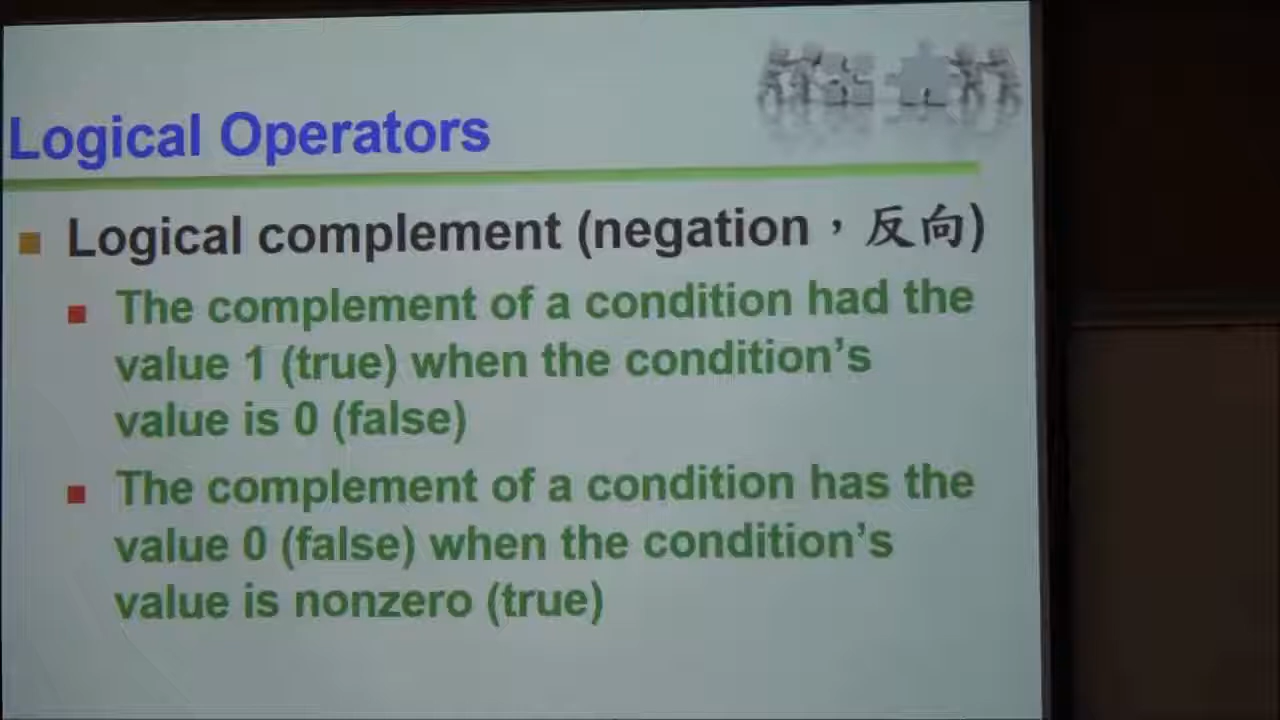 Logical Operators
Logical complement (negation，反向)
The complement of a condition had the
value 1 (true) when the condition’s
value is 0 (false)
The complement of a condition has the
value 0 (false) when the condition’s
value is nonzero (true)